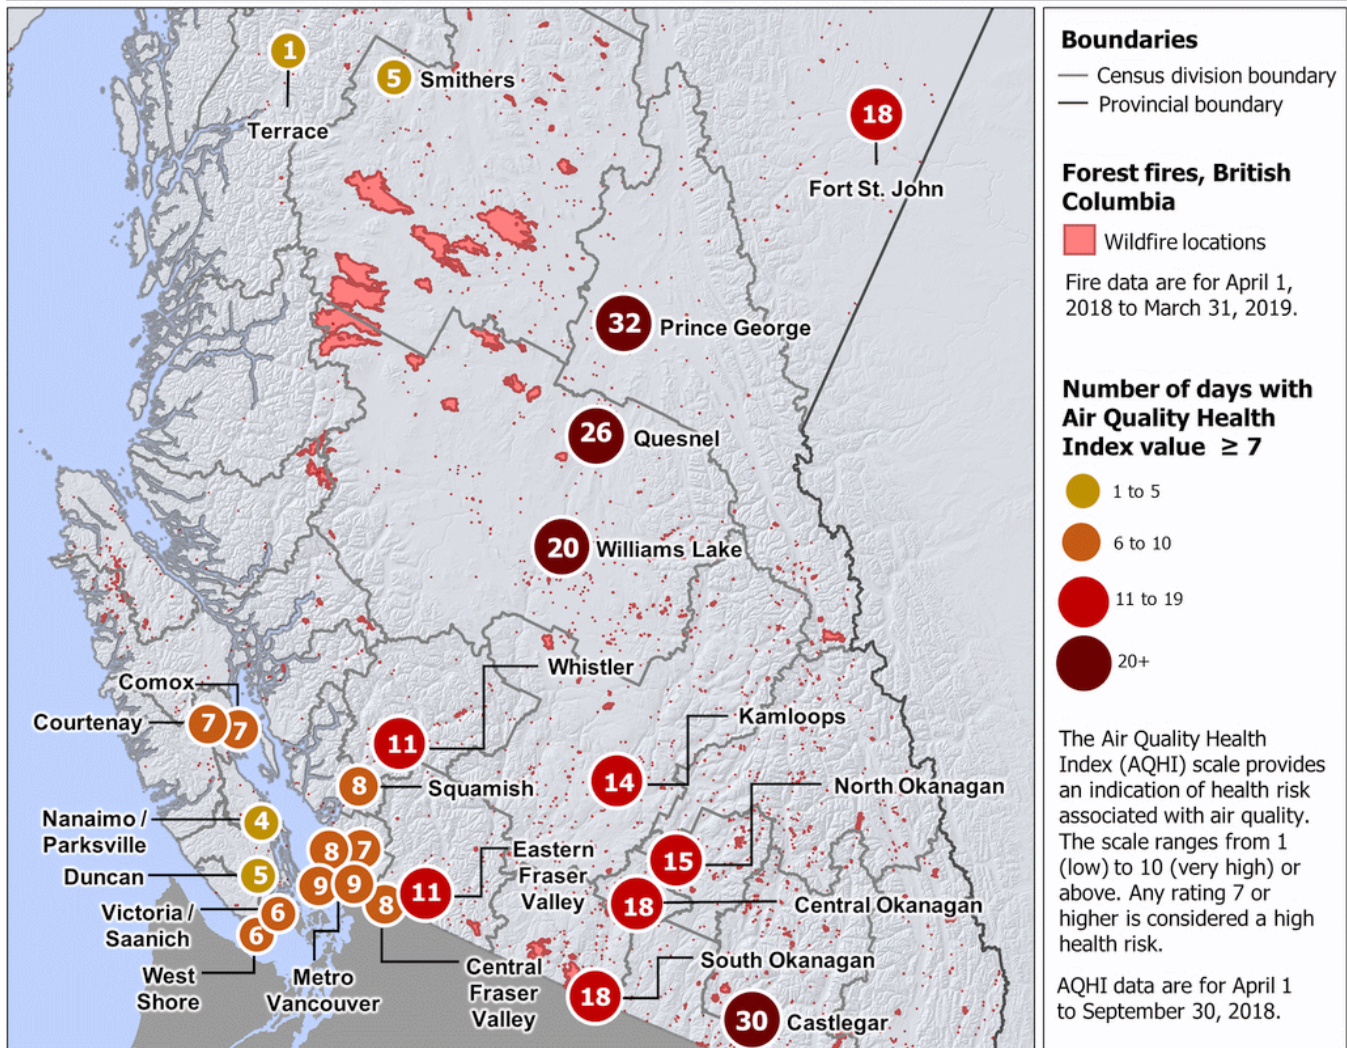 1
Terrace
5
Smithers
18
Fort St. John
32
Prince George
26
Quesnel
20
Williams Lake
Whistler
Comox
Courtenay
7
7
11
Kamloops
14
8
Squamish
North Okanagan
Nanaimo /
Parksville
4
8
7
Eastern
Fraser
Valley
15
Duncan
5
9
9
8
11
18
Central Okanagan
Victoria /
Saanich
6
6
West
Shore
Metro
Vancouver
Central
Fraser
Valley
South Okanagan
18
30
Castlegar
Boundaries
Census division boundary
Provincial boundary
Forest fires, British
Columbia
Wildfire locations
Fire data are for April 1,
2018 to March 31, 2019.
Number of days with
Air Quality Health
Index value ≥ 7
1 to 5
6 to 10
11 to 19
20+
The Air Quality Health
Index (AQHI) scale provides
an indication of health risk
associated with air quality.
The scale ranges from 1
(low) to 10 (very high) or
above. Any rating 7 or
higher is considered a high
health risk.
AQHI data are for April 1
to September 30, 2018.